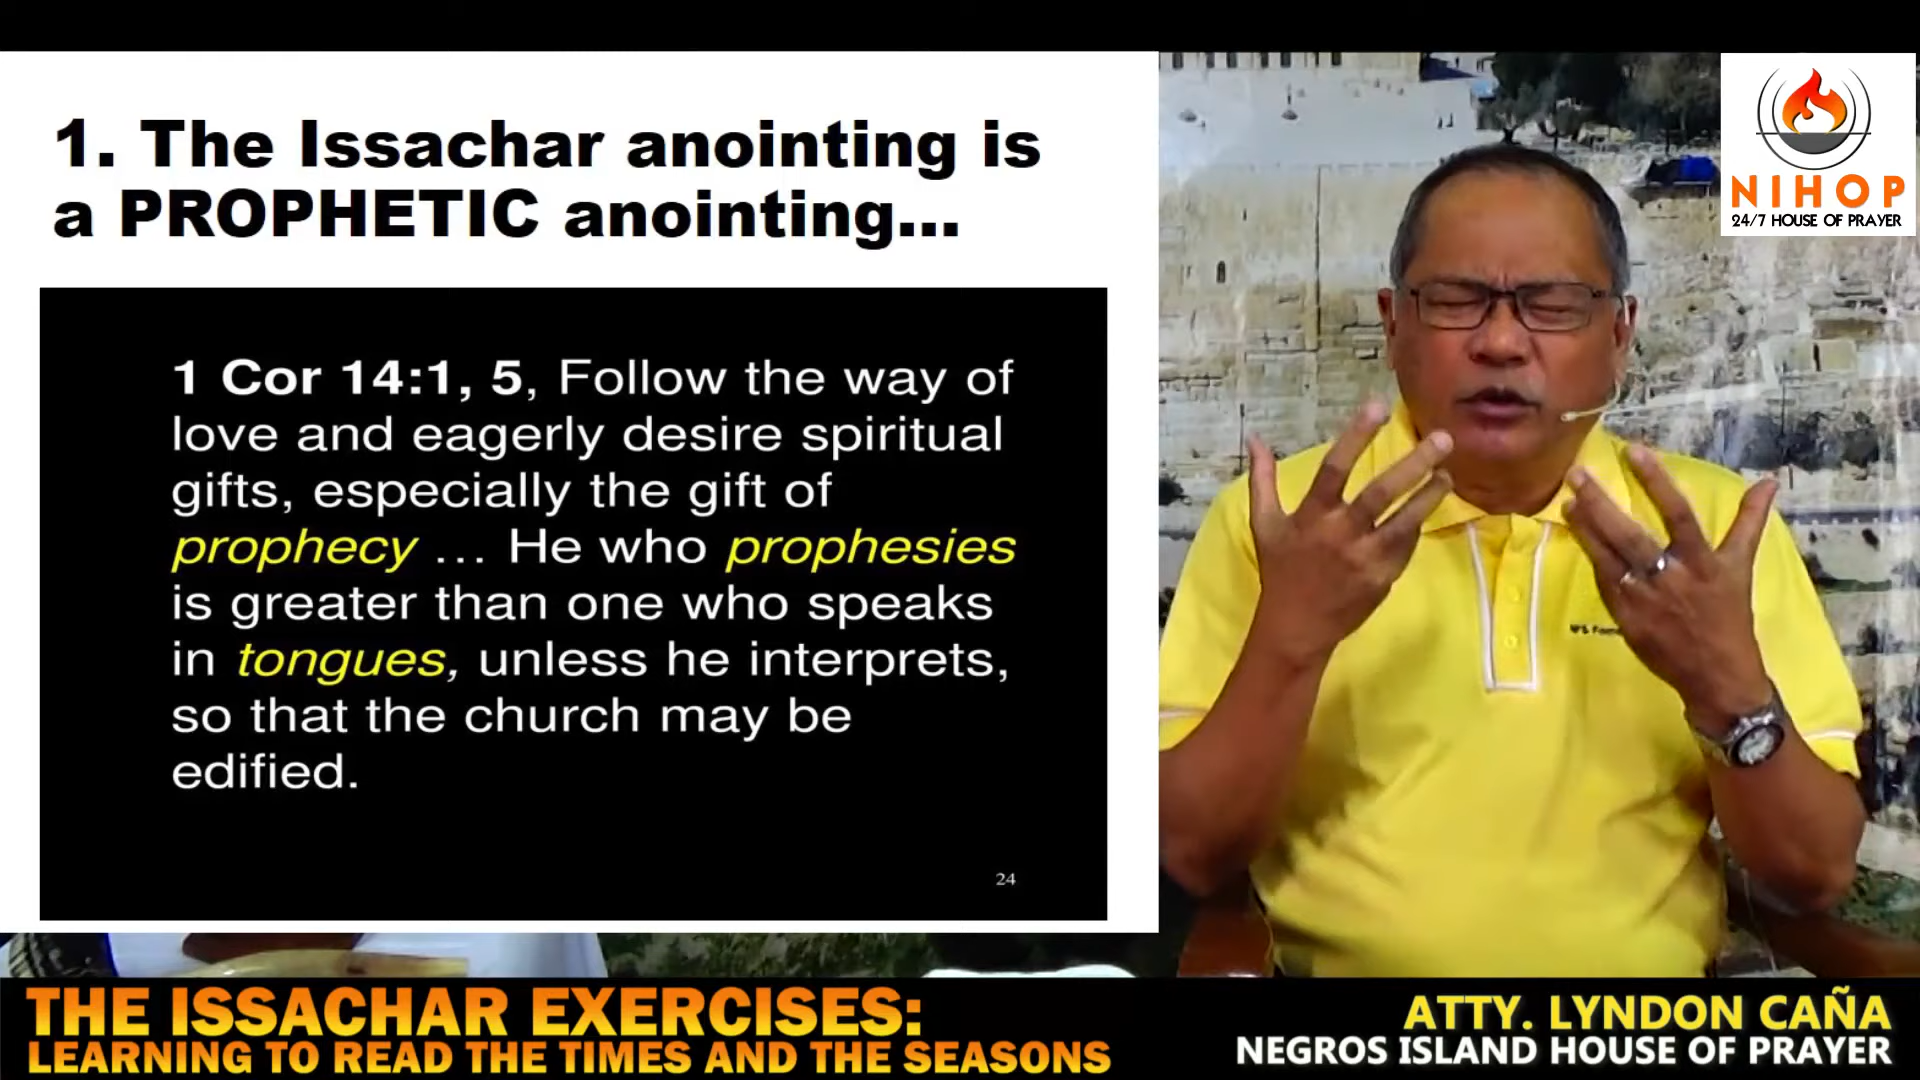 1. The Issachar anointing is
a PROPHETIC anointing...
1 Cor 14:1, 5, Follow the way of
love and eagerly desire spiritual
gifts, especially the gift of
prophecy ... He who prophesies
is greater than one who speaks
in tongues, unless he interprets,
so that the church may be
edified.
24
NIHOP
24/7 HOUSE OF PRAYER
THE ISSACHAR EXERCISES:
LEARNING TO READ THE TIMES AND THE SEASONS
ATTY. LYNDON CAÑA
NEGROS ISLAND HOUSE OF PRAYER